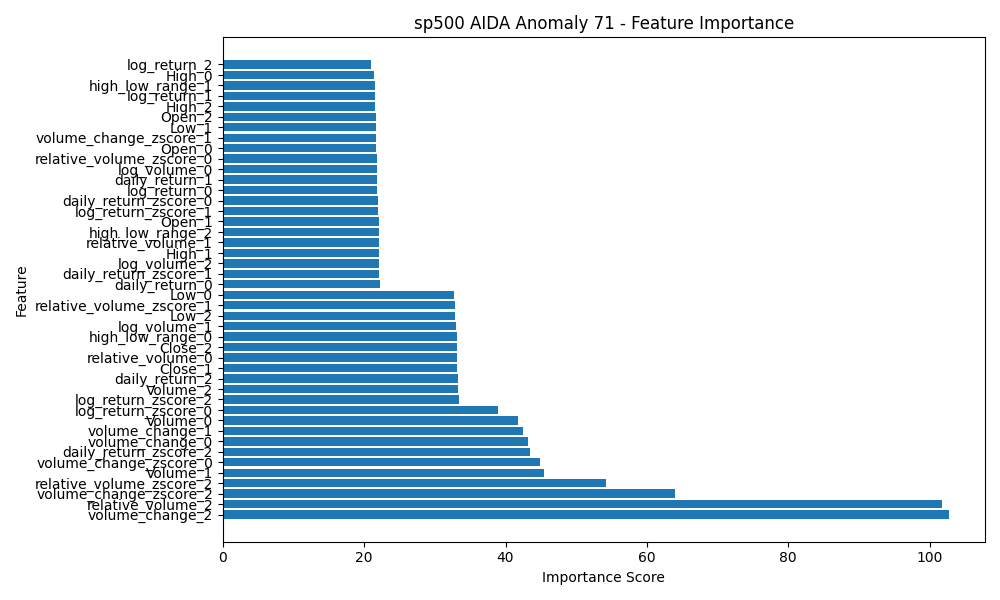 sp500 AIDA Anomaly 71 - Feature Importance
log_return_2
High_0
high_low_range_1
log_return_1
High_2
Open_2
Low_1
volume_change_zscore_1
Open_0
relative_volume_zscore_0
log_volume_0
daily_return_1
log_return_0
daily_return_zscore_0
log_return_zscore_1
Open_1
high_low_range_2
relative_volume_1
High_1
log_volume_2
daily_return_zscore_1
daily_return_0
Low_0
relative_volume_zscore_1
Low_2
log_volume_1
high_low_range_0
Close_2
relative_volume_0
Close_1
daily_return_2
Volume_2
log_return_zscore_2
log_return_zscore_0
Volume_0
volume_change_1
volume_change_0
daily_return_zscore_2
volume_change_zscore_0
Volume_1
relative_volume_zscore_2
volume_change_zscore_2
relative_volume_2
volume_change_2
Feature
0 20 40 60 80 100
Importance Score